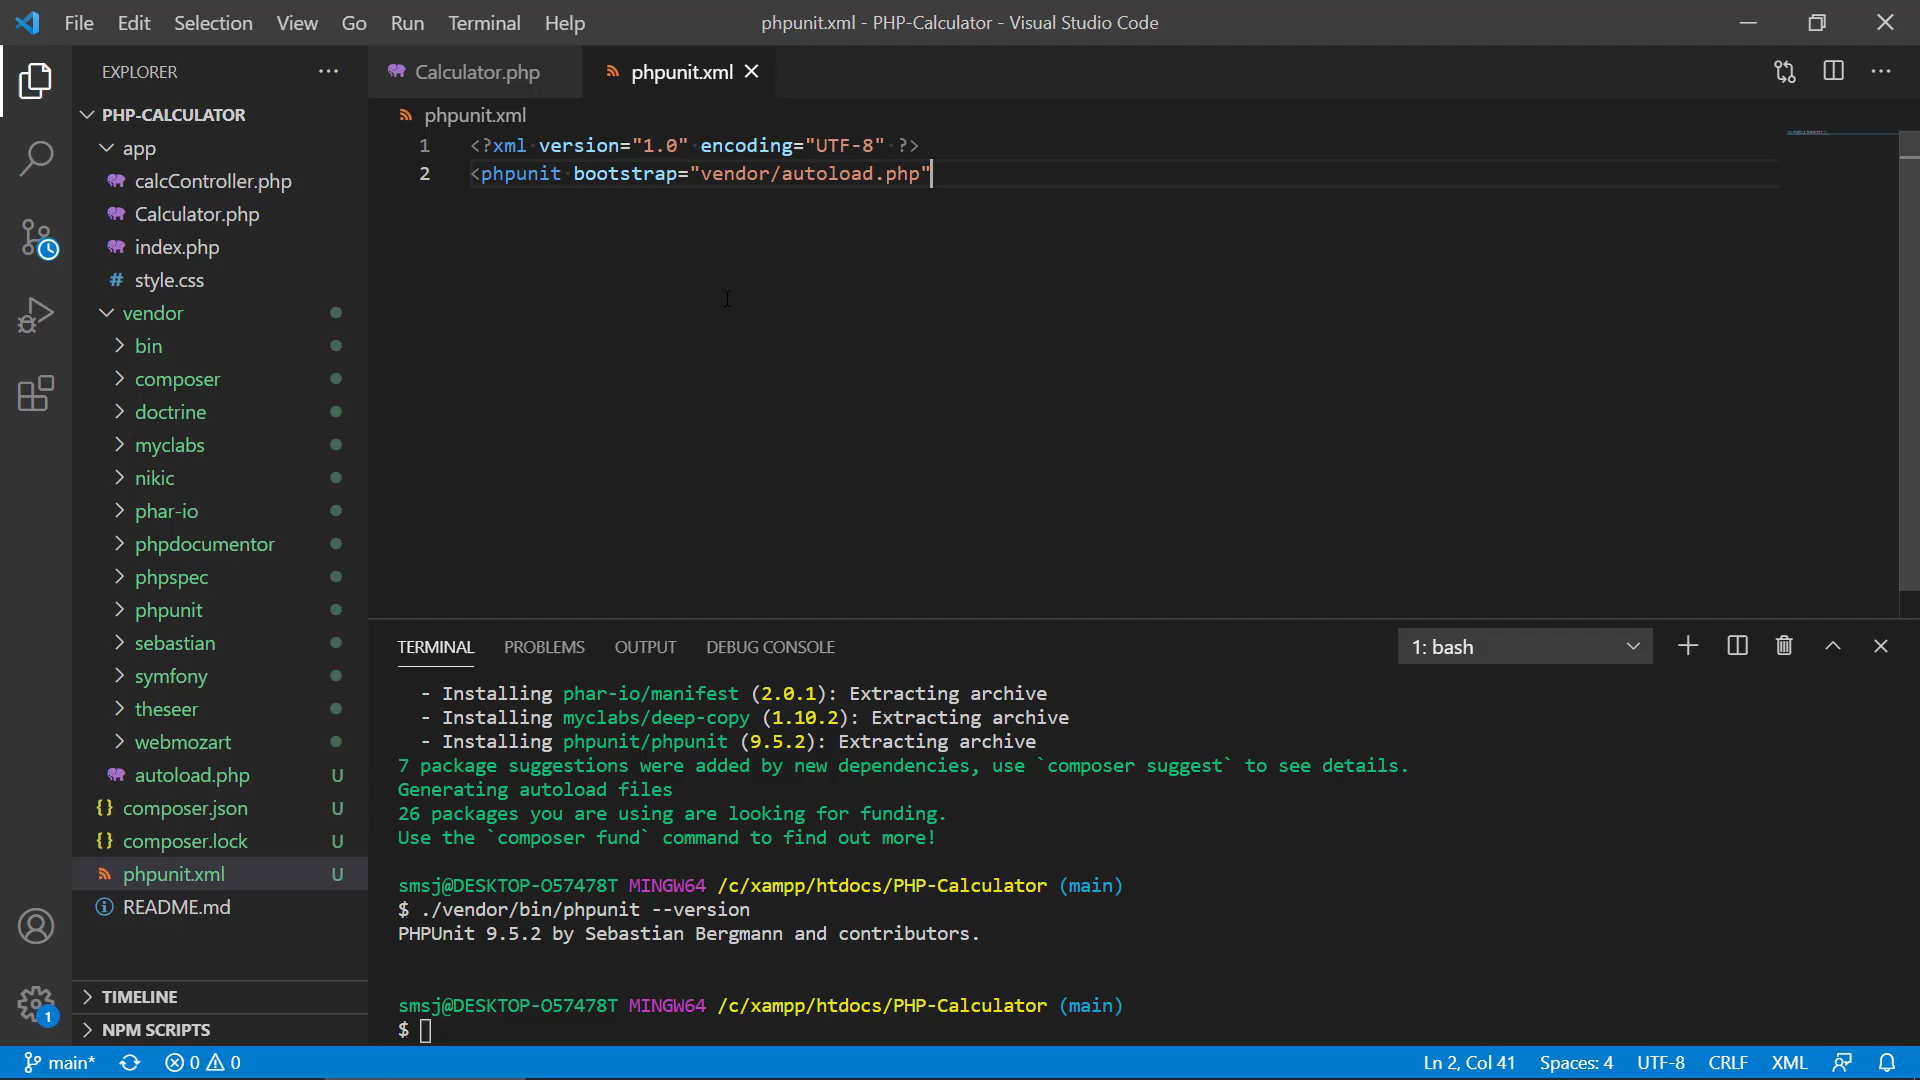 File Edit Selection View Go Run Terminal Help
phpunit.xml - PHP-Calculator - Visual Studio Code
EXPLORER
PHP-CALCULATOR
app
calcController.php
Calculator.php
index.php
# style.css
vendor
bin
composer
doctrine
myclabs
nikic
phar-io
phpdocumentor
phpspec
phpunit
sebastian
symfony
theseer
webmozart
autoload.php U
{} composer.json U
{} composer.lock U
phpunit.xml U
README.md
TIMELINE
NPM SCRIPTS
1
Calculator.php
phpunit.xml
phpunit.xml
1 <?xml version="1.0" encoding="UTF-8" ?>
2 <phpunit bootstrap="vendor/autoload.php"
TERMINAL PROBLEMS OUTPUT DEBUG CONSOLE
1: bash
- Installing phar-io/manifest (2.0.1): Extracting archive
- Installing myclabs/deep-copy (1.10.2): Extracting archive
- Installing phpunit/phpunit (9.5.2): Extracting archive
7 package suggestions were added by new dependencies, use `composer suggest` to see details.
Generating autoload files
26 packages you are using are looking for funding.
Use the `composer fund` command to find out more!
smsj@DESKTOP-O57478T MINGW64 /c/xampp/htdocs/PHP-Calculator (main)
$ ./vendor/bin/phpunit --version
PHPUnit 9.5.2 by Sebastian Bergmann and contributors.
smsj@DESKTOP-O57478T MINGW64 /c/xampp/htdocs/PHP-Calculator (main)
$
main* 0 0
Ln 2, Col 41 Spaces: 4 UTF-8 CRLF XML